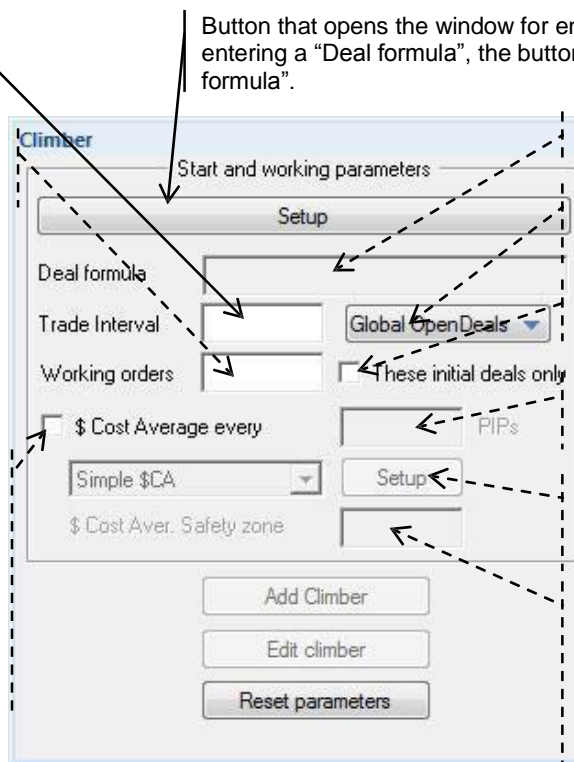 Button that opens the window for
entering a “Deal formula”, the button
formula”.
Climber
Start and working parameters
Setup
Deal formula
Trade Interval
Global OpenDeals
Working orders
These initial deals only
$ Cost Average every
PIPs
Simple $CA
Setup
$ Cost Aver. Safety zone
Add Climber
Edit climber
Reset parameters